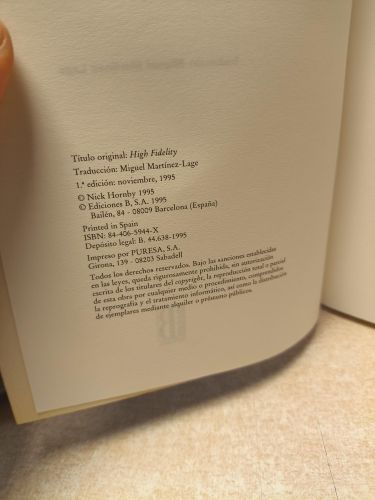 Título original: High Fidelity
Traducción: Miguel Martínez-Lage
1.ª edición: noviembre, 1995
© Nick Hornby 1995
© Ediciones B, S.A. 1995
Bailén, 84 - 08009 Barcelona (España)
Printed in Spain
ISBN: 84-406-5944-X
Depósito legal: B. 44.638-1995
Impreso por PURESA, S.A.
Girona, 139 - 08203 Sabadell
Todos los derechos reservados. Bajo las sanciones establecidas
en las leyes, queda rigurosamente prohibida, sin autorización
escrita de los titulares del copyright, la reproducción total o parcial
de esta obra por cualquier medio o procedimiento, comprendidos
la reprografía y el tratamiento informático, así como la distribución
de ejemplares mediante alquiler o préstamo públicos.